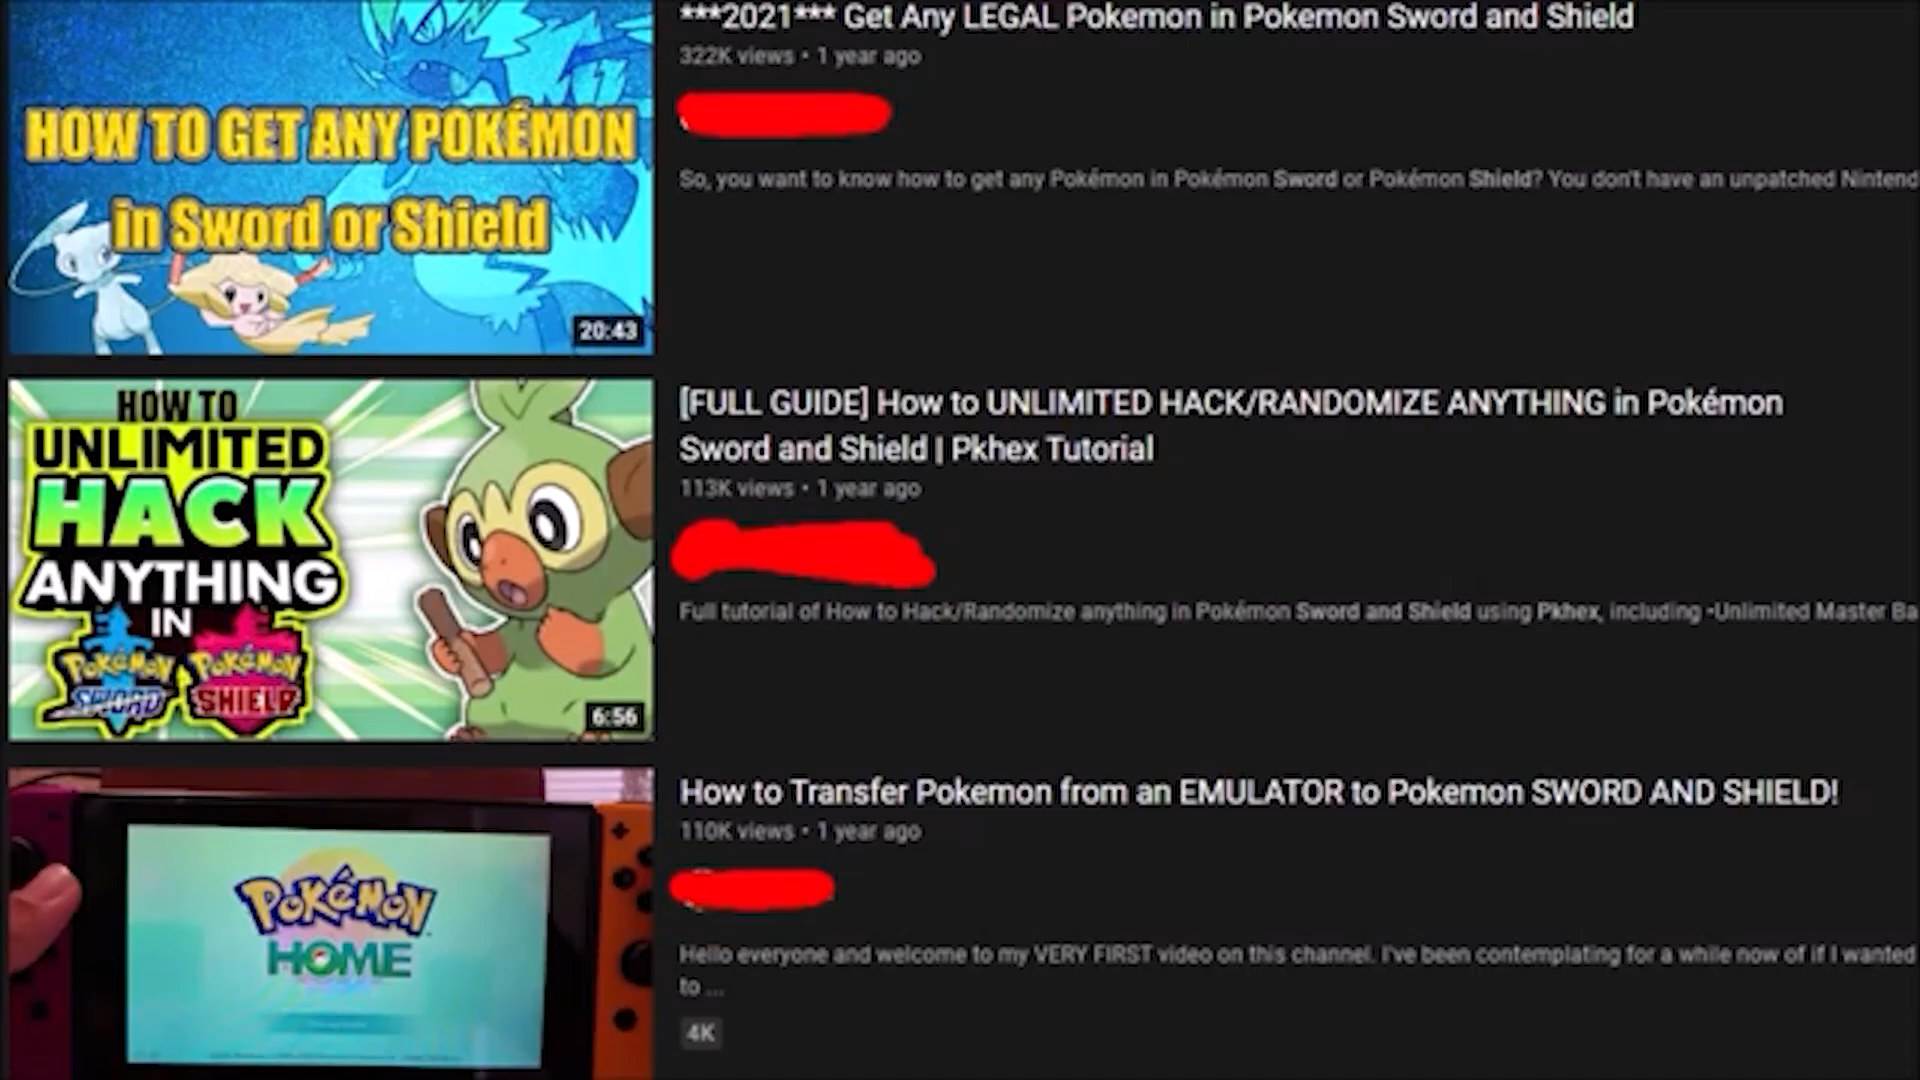 ***2021*** Get Any LEGAL Pokemon in Pokemon Sword and Shield
322K views • 1 year ago
So, you want to know how to get any Pokémon in Pokémon Sword or Pokémon Shield? You don't have an unpatched Nintend
HOW TO GET ANY POKÉMON
in Sword or Shield
20:43
[FULL GUIDE] How to UNLIMITED HACK/RANDOMIZE ANYTHING in Pokémon
Sword and Shield | Pkhex Tutorial
113K views • 1 year ago
Full tutorial of How to Hack/Randomize anything in Pokémon Sword and Shield using Pkhex, including -Unlimited Master Ba
HOW TO
UNLIMITED
HACK
ANYTHING
IN
POKéMON POKéMON
SWORD SHIELD
6:56
How to Transfer Pokemon from an EMULATOR to Pokemon SWORD AND SHIELD!
110K views • 1 year ago
Hello everyone and welcome to my VERY FIRST video on this channel. I've been contemplating for a while now of if I wanted
to ...
4K
POKéMON
HOME